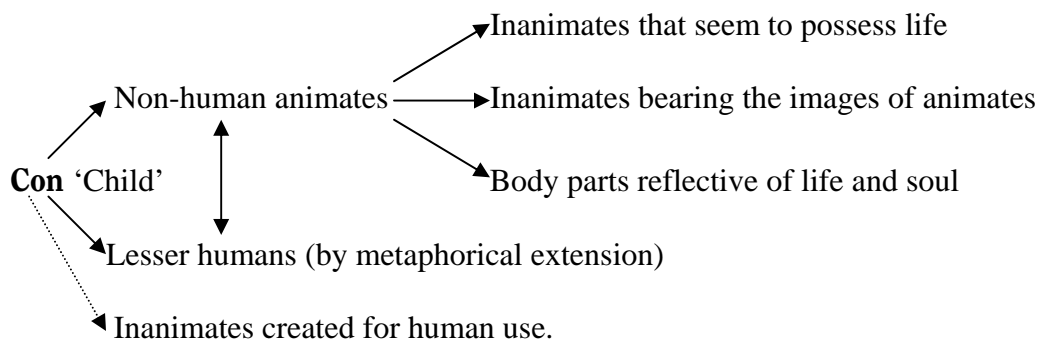 Inanimates that seem to possess life
Non-human animates
Inanimates bearing the images of animates
Con ‘Child’
Body parts reflective of life and soul
Lesser humans (by metaphorical extension)
Inanimates created for human use.